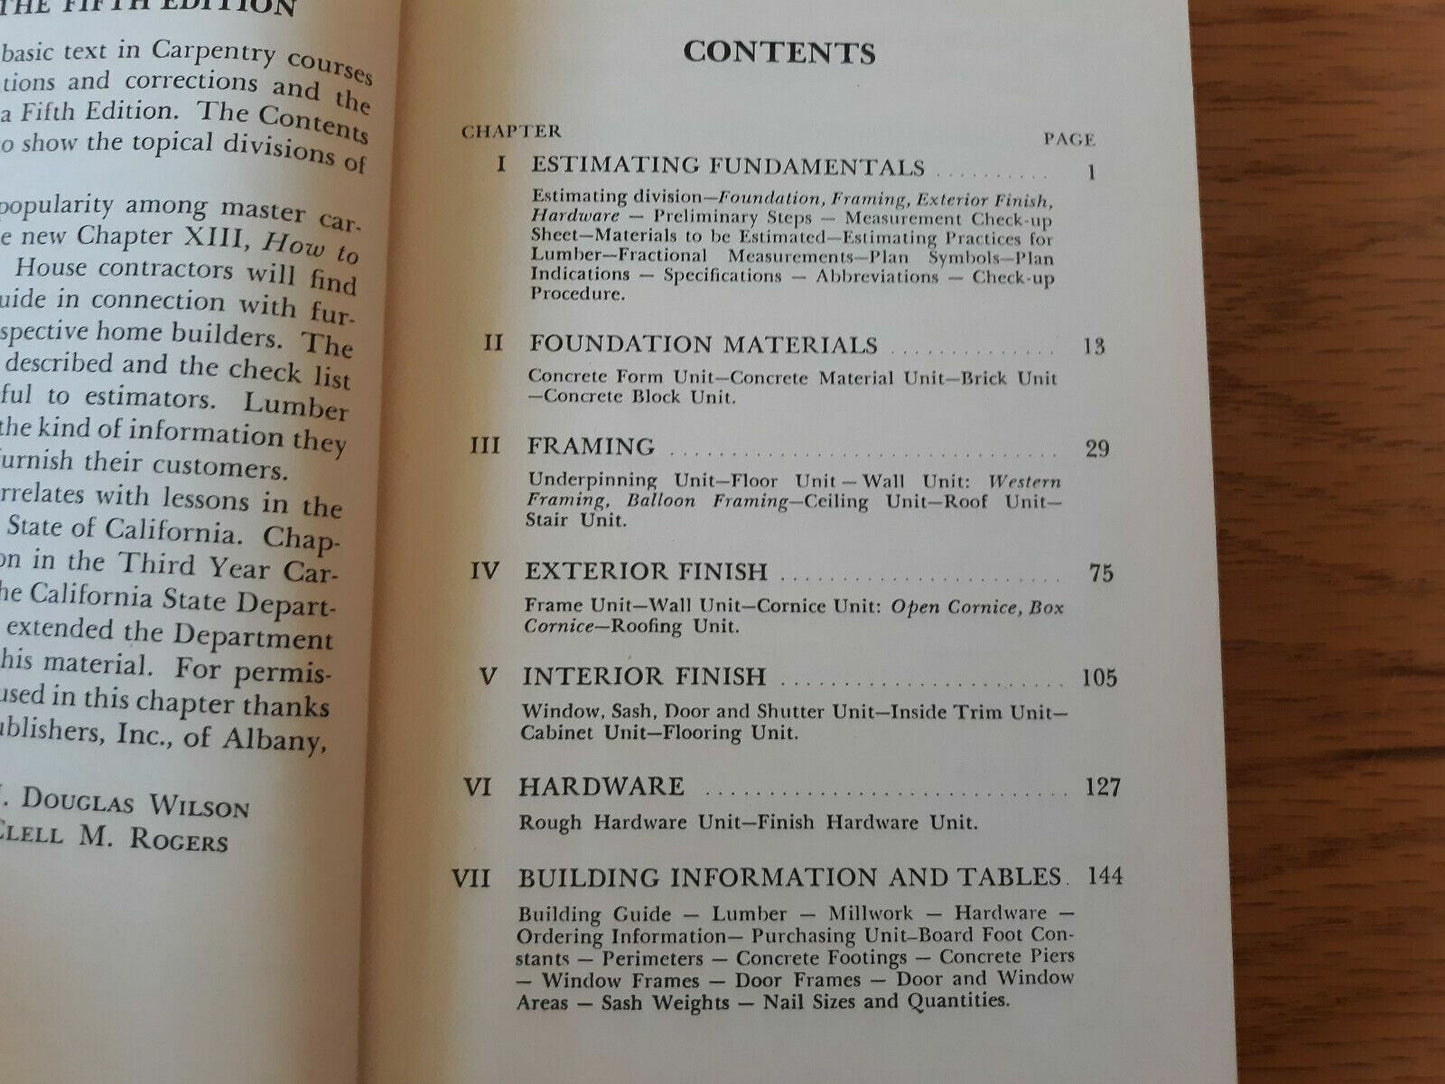 THE FIFTH EDITION
basic text in Carpentry courses
tions and corrections and the
a Fifth Edition. The Contents
o show the topical divisions of
popularity among master car-
e new Chapter XIII, How to
House contractors will find
uide in connection with fur-
spective home builders. The
described and the check list
ful to estimators. Lumber
the kind of information they
urnish their customers.
rrelates with lessons in the
State of California. Chap-
on in the Third Year Car-
he California State Depart-
extended the Department
his material. For permis-
used in this chapter thanks
ublishers, Inc., of Albany,
. DOUGLAS WILSON
CLELL M. ROGERS
CONTENTS
CHAPTER PAGE
I ESTIMATING FUNDAMENTALS . . . . . . . . . . 1
Estimating division—Foundation, Framing, Exterior Finish,
Hardware — Preliminary Steps — Measurement Check-up
Sheet—Materials to be Estimated—Estimating Practices for
Lumber—Fractional Measurements—Plan Symbols—Plan
Indications — Specifications — Abbreviations — Check-up
Procedure.
II FOUNDATION MATERIALS . . . . . . . . . . . . . . 13
Concrete Form Unit—Concrete Material Unit—Brick Unit
—Concrete Block Unit.
III FRAMING . . . . . . . . . . . . . . . . . . . . . . . . . . . . . . . 29
Underpinning Unit—Floor Unit — Wall Unit: Western
Framing, Balloon Framing—Ceiling Unit—Roof Unit—
Stair Unit.
IV EXTERIOR FINISH . . . . . . . . . . . . . . . . . . . . . . 75
Frame Unit—Wall Unit—Cornice Unit: Open Cornice, Box
Cornice—Roofing Unit.
V INTERIOR FINISH . . . . . . . . . . . . . . . . . . . . . . 105
Window, Sash, Door and Shutter Unit—Inside Trim Unit—
Cabinet Unit—Flooring Unit.
VI HARDWARE . . . . . . . . . . . . . . . . . . . . . . . . . . . . 127
Rough Hardware Unit—Finish Hardware Unit.
VII BUILDING INFORMATION AND TABLES . 144
Building Guide — Lumber — Millwork — Hardware —
Ordering Information— Purchasing Unit–Board Foot Con-
stants — Perimeters — Concrete Footings — Concrete Piers
— Window Frames — Door Frames — Door and Window
Areas — Sash Weights — Nail Sizes and Quantities.